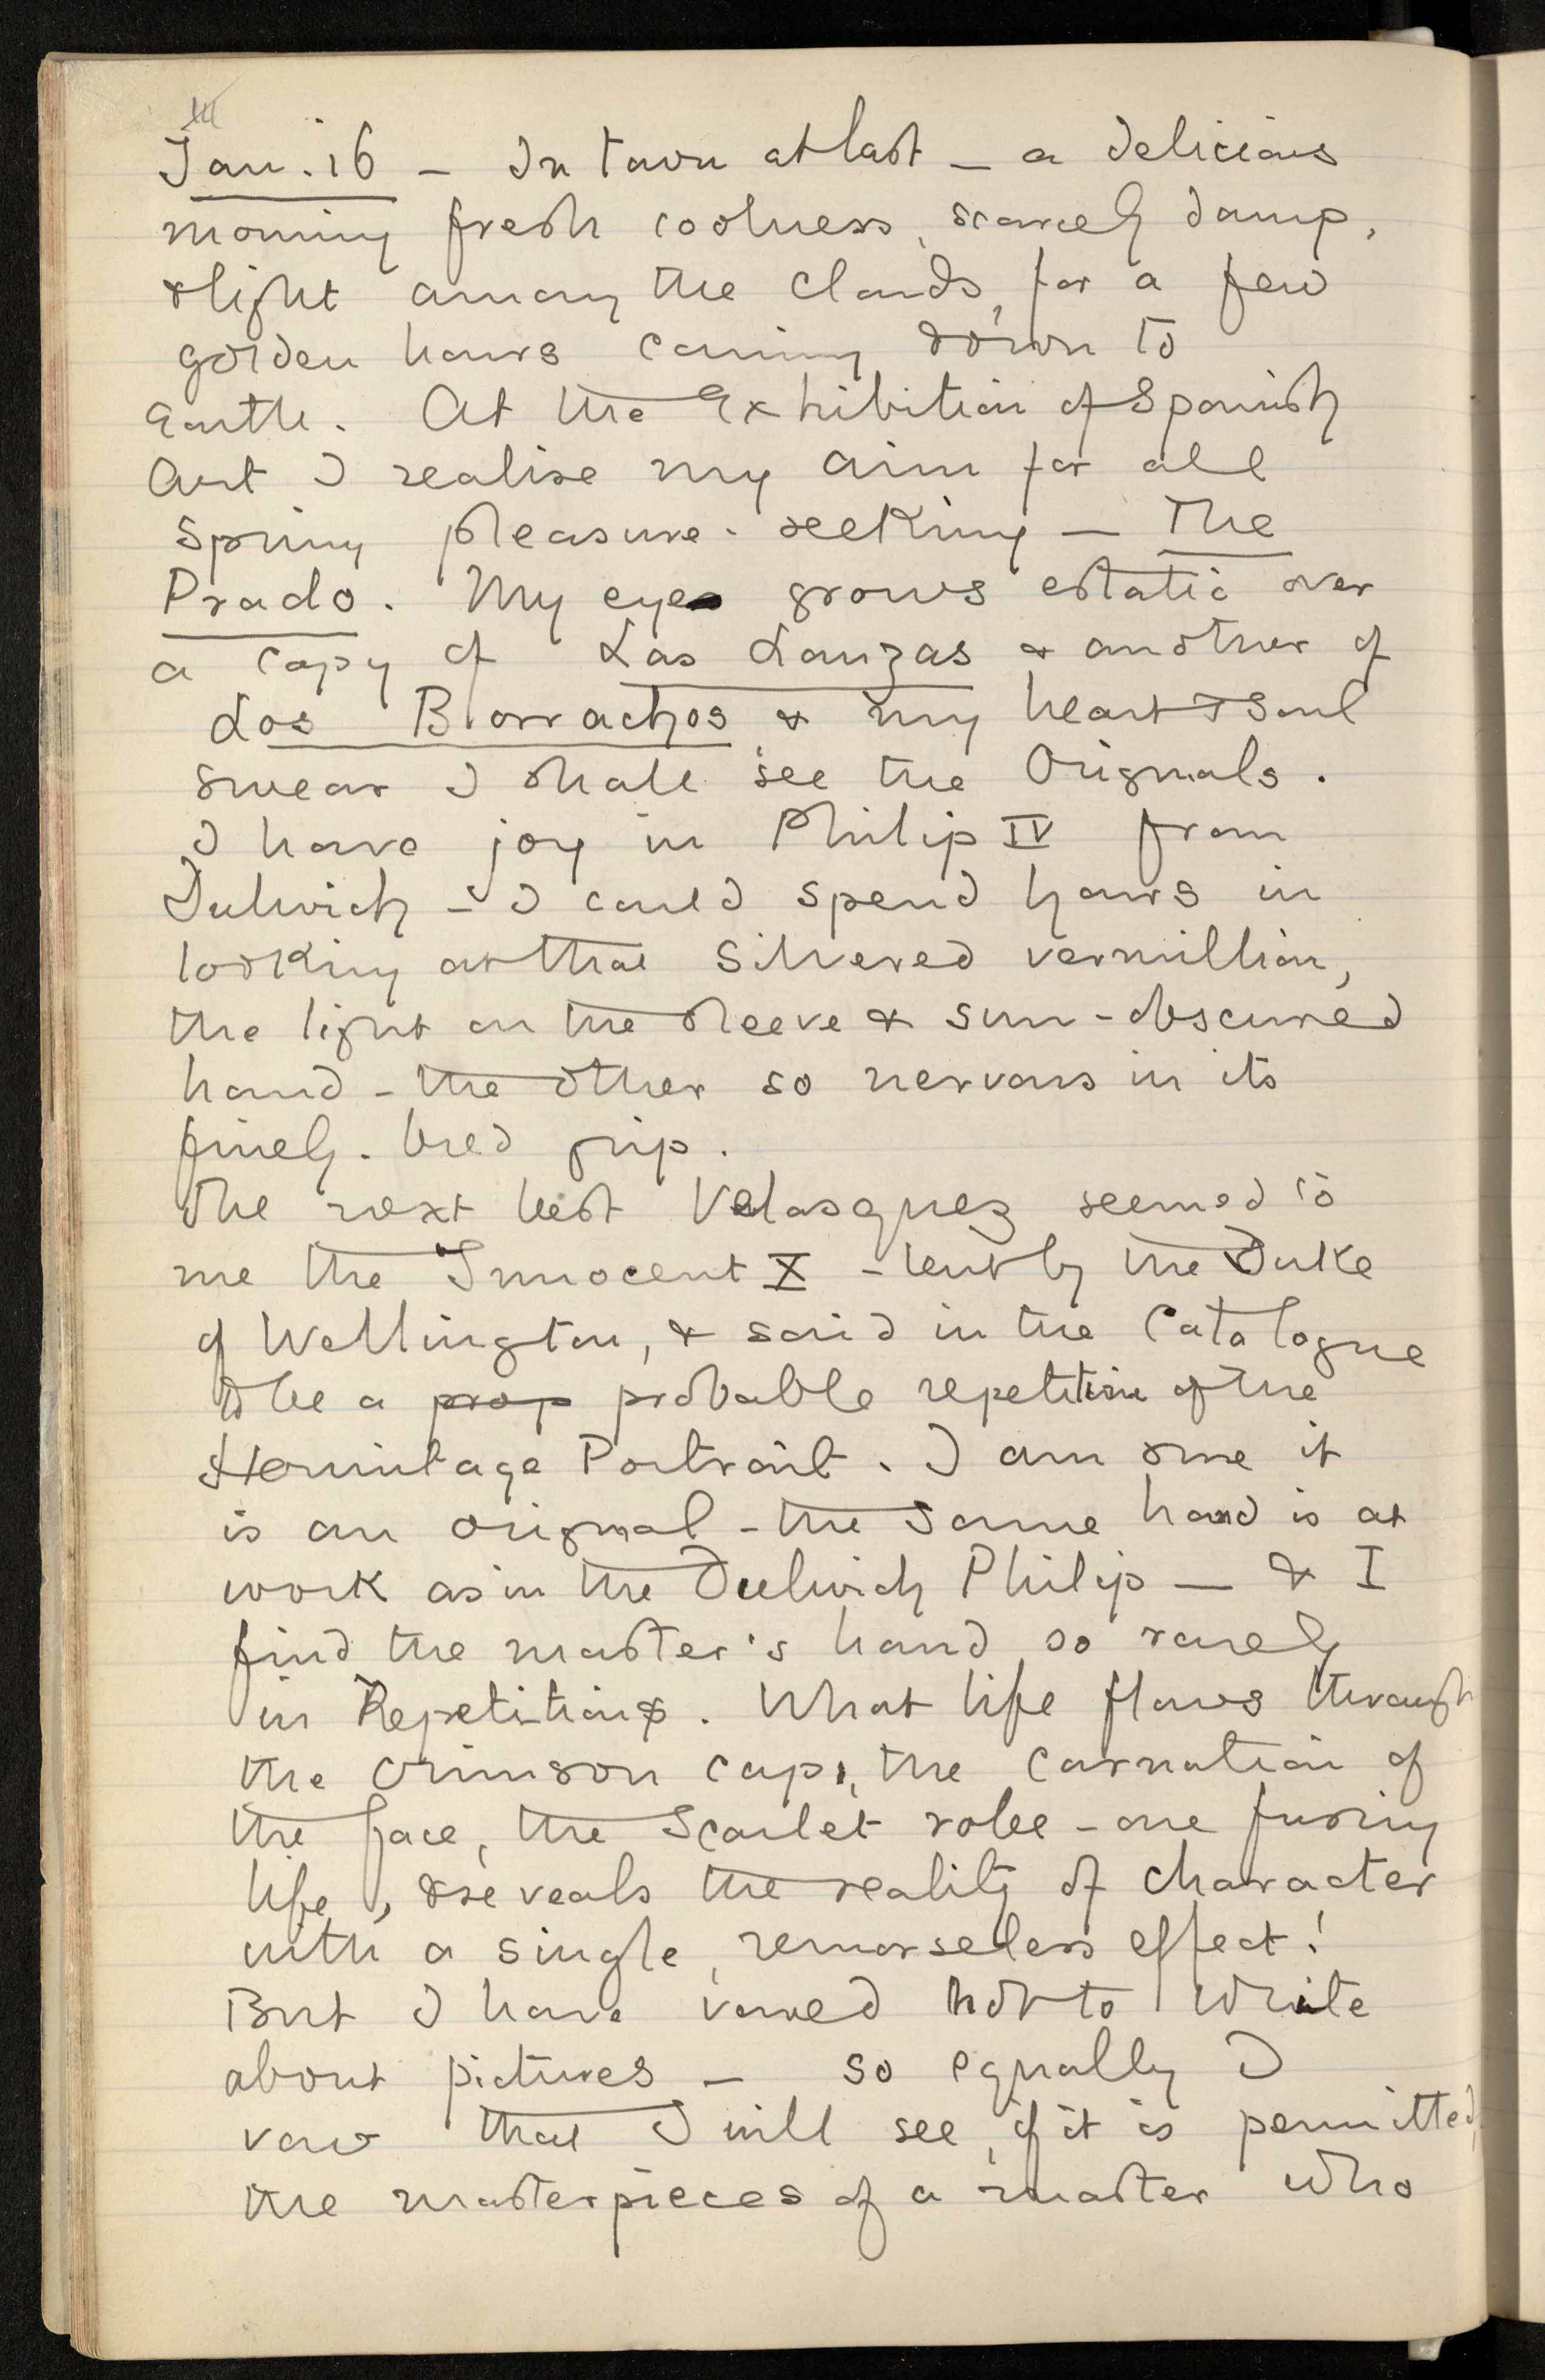 Jan. 16 – In town at last – a delicious
morning fresh coolness, scarcely damp,
& light among the clouds, for a few
golden hours coming down to
Earth. At the Exhibition of Spanish
Art I realise my aim for all
Spring pleasure-seeking – The
Prado. My eye grows estatic over
a copy of Las Lanzas & another of
Los Borrachos & my heart & soul
swear I shall see the Originals.
I have joy in Philip IV from
Dulwich – I could spend hours in
looking at that silvered vermillion,
the light on the sleeve & sun-obscured
hand – the other so nervous in its
finely-bred grip.
The next best Velasquez seemed to
me the Innocent X – lent by the Duke
of Wellington, & said in the Catalogue
to be a prop probable repetition of the
Hermitage Portrait. I am sure it
is an original – the same hand is at
work as in the Dulwich Philip – & I
find the master's hand so rarely
in Repetitions. What life flows through
the crimson cap, the carnation of
the face, the Scarlet robe – one fusing
life, & reveals the reality of character
with a single, remorseless effect!
But I have vowed not to write
about pictures – so equally I
vow that I will see, if it is permitted,
the masterpieces of a master who